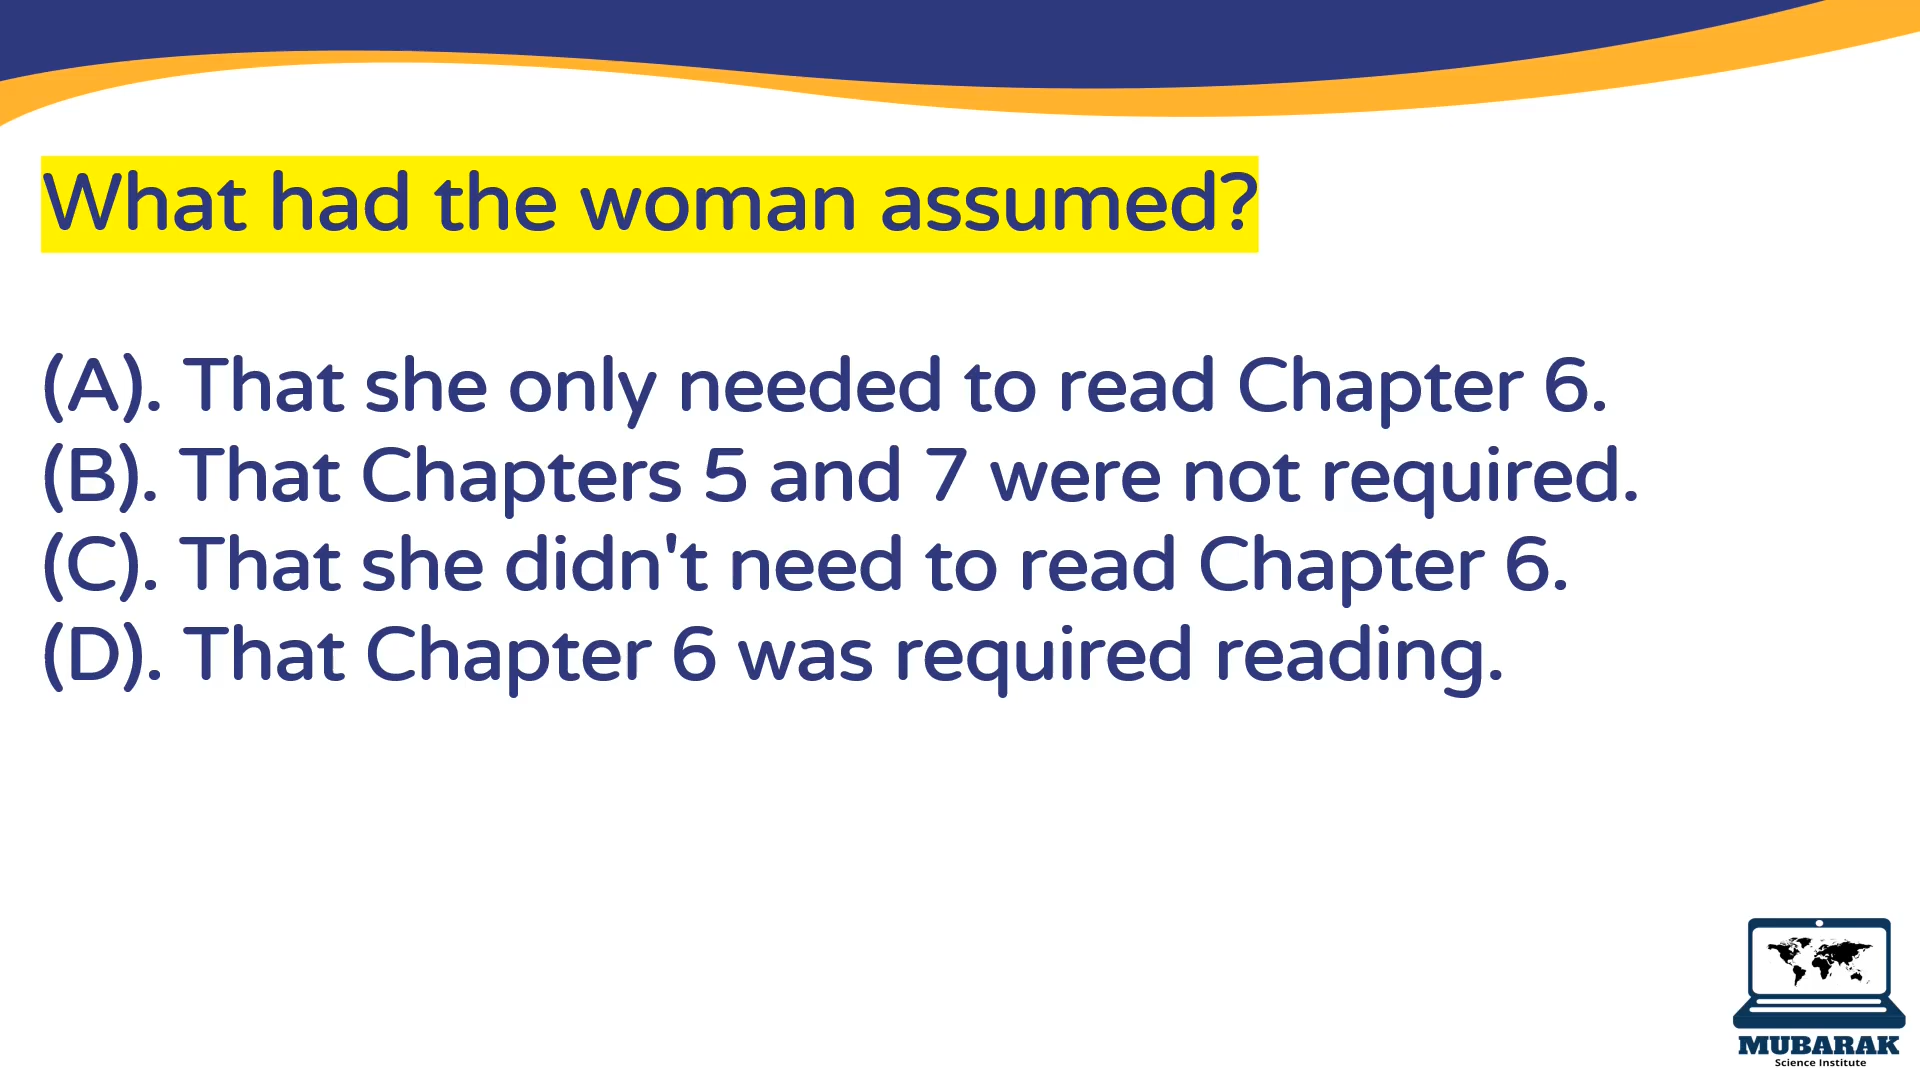 What had the woman assumed?
(A). That she only needed to read Chapter 6.
(B). That Chapters 5 and 7 were not required.
(C). That she didn't need to read Chapter 6.
(D). That Chapter 6 was required reading.
MUBARAK
Science Institute